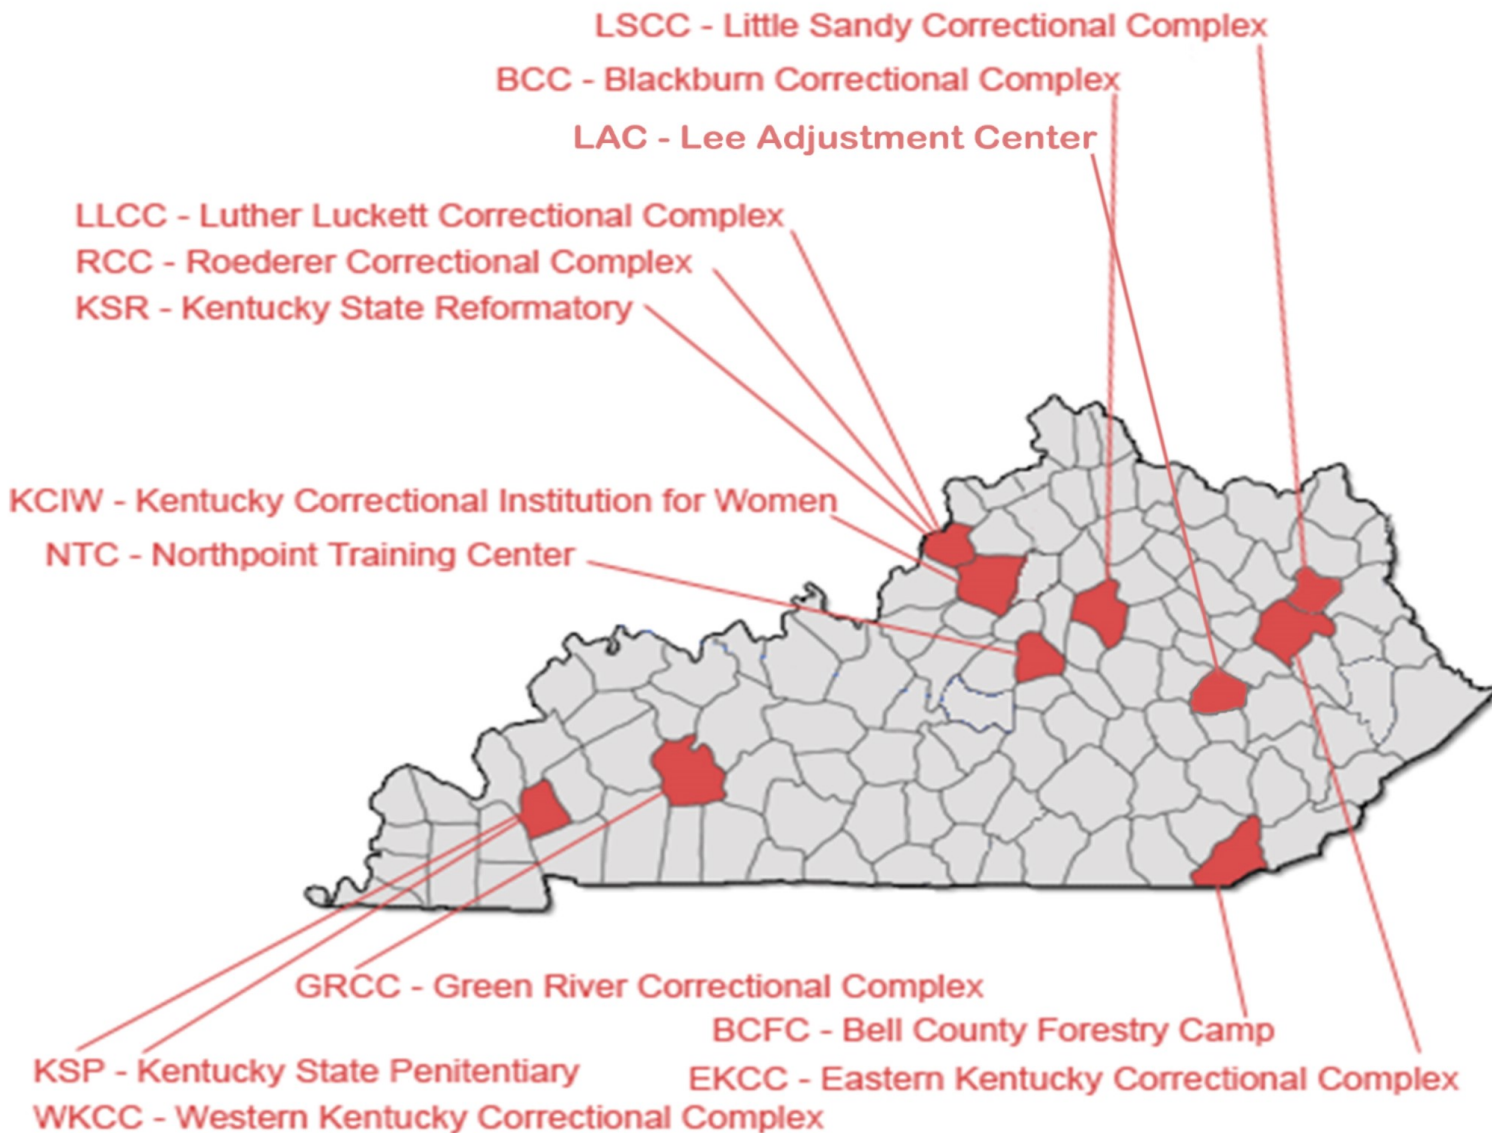 LSCC - Little Sandy Correctional Complex
BCC - Blackburn Correctional Complex
LAC - Lee Adjustment Center
LLCC - Luther Luckett Correctional Complex
RCC - Roederer Correctional Complex
KSR - Kentucky State Reformatory
KCIW - Kentucky Correctional Institution for Women
NTC - Northpoint Training Center
GRCC - Green River Correctional Complex
BCFC - Bell County Forestry Camp
KSP - Kentucky State Penitentiary
EKCC - Eastern Kentucky Correctional Complex
WKCC - Western Kentucky Correctional Complex